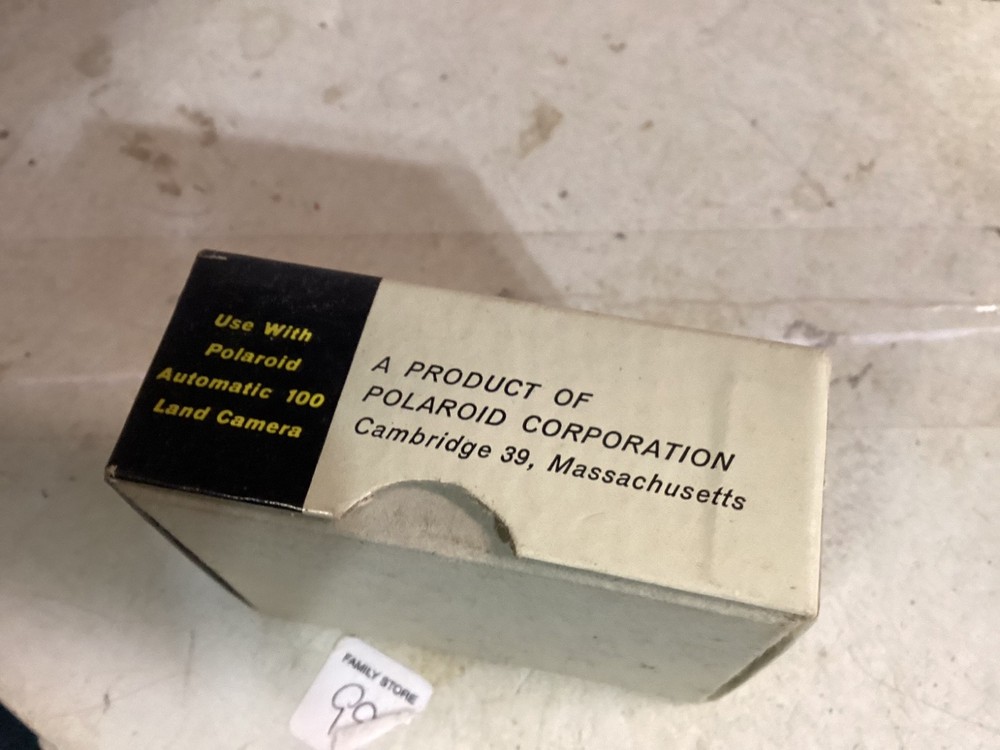 Use With
Polaroid
Automatic 100
Land Camera
A PRODUCT OF
POLAROID CORPORATION
Cambridge 39, Massachusetts
FAMILY STORE